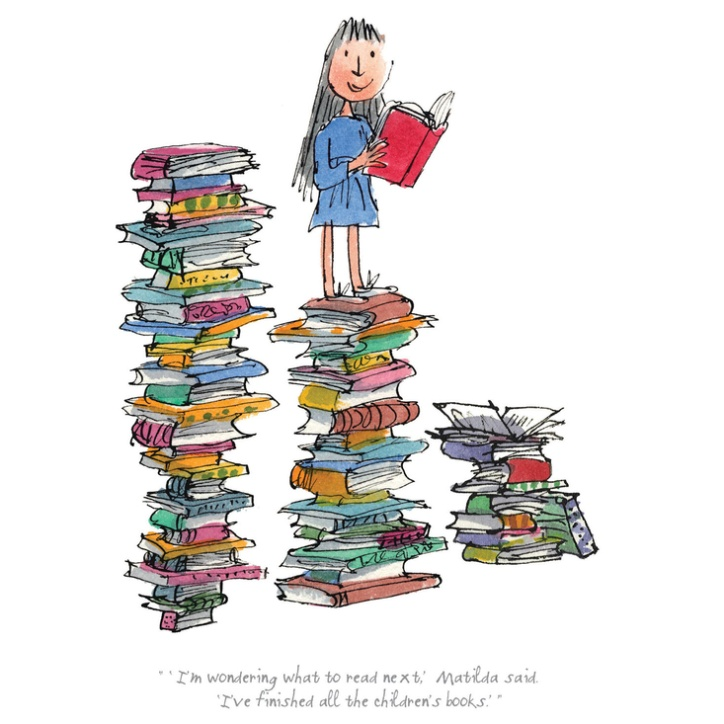 " 'I'm wondering what to read next,' Matilda said.
'I've finished all the children's books.' "